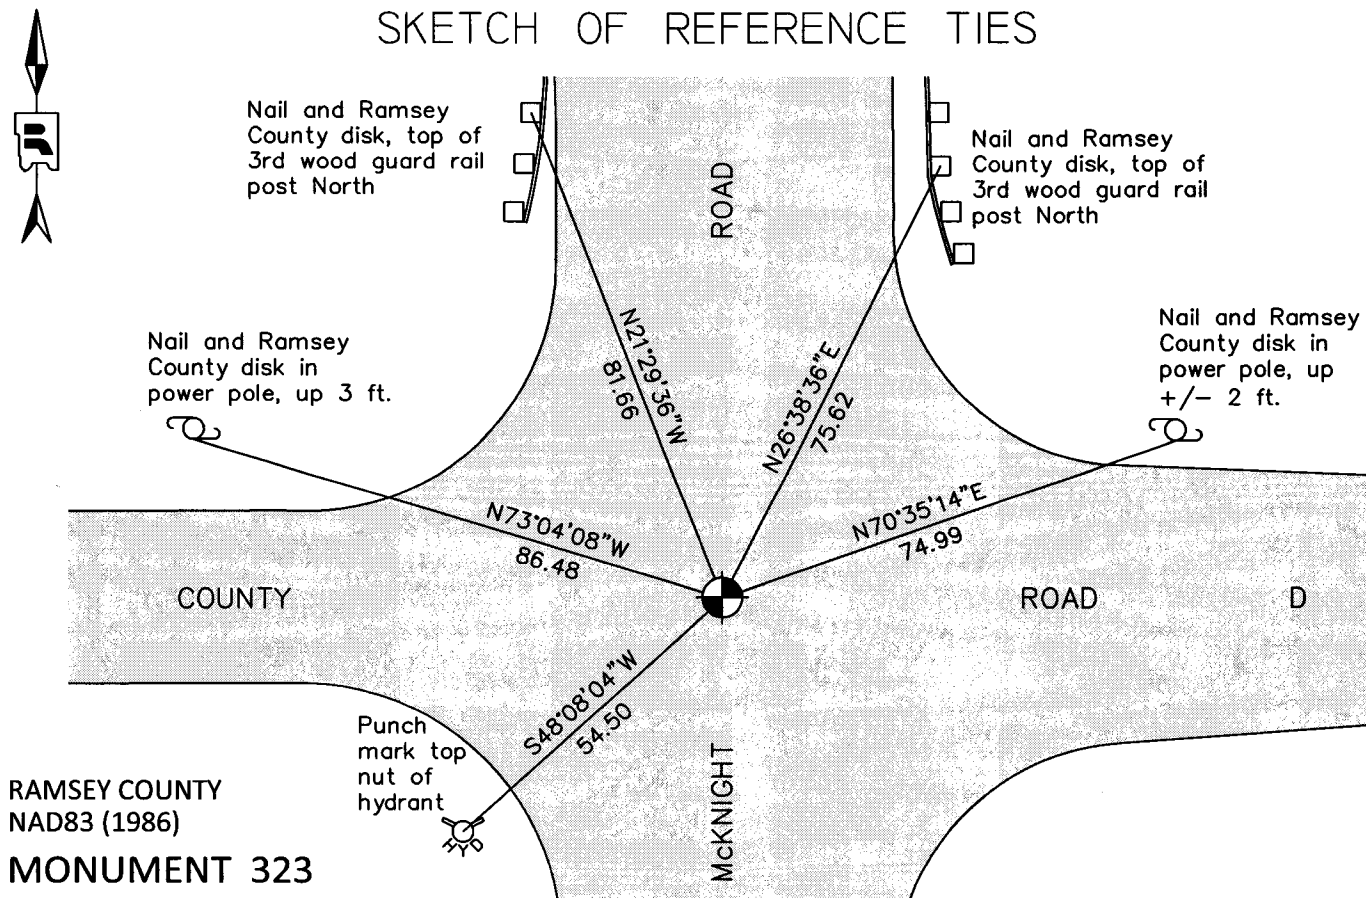 SKETCH OF REFERENCE TIES
Nail and Ramsey
County disk, top of
3rd wood guard rail
post North
Nail and Ramsey
County disk, top of
3rd wood guard rail
post North
ROAD
Nail and Ramsey
County disk in
power pole, up 3 ft.
Nail and Ramsey
County disk in
power pole, up
+/- 2 ft.
N21°29'36"W
81.66
N26°38'36"E
75.62
N73°04'08"W
86.48
N70°35'14"E
74.99
COUNTY ROAD D
S48°08'04"W
54.50
Punch
mark top
nut of
hydrant
HYD
McKNIGHT
RAMSEY COUNTY
NAD83 (1986)
MONUMENT 323